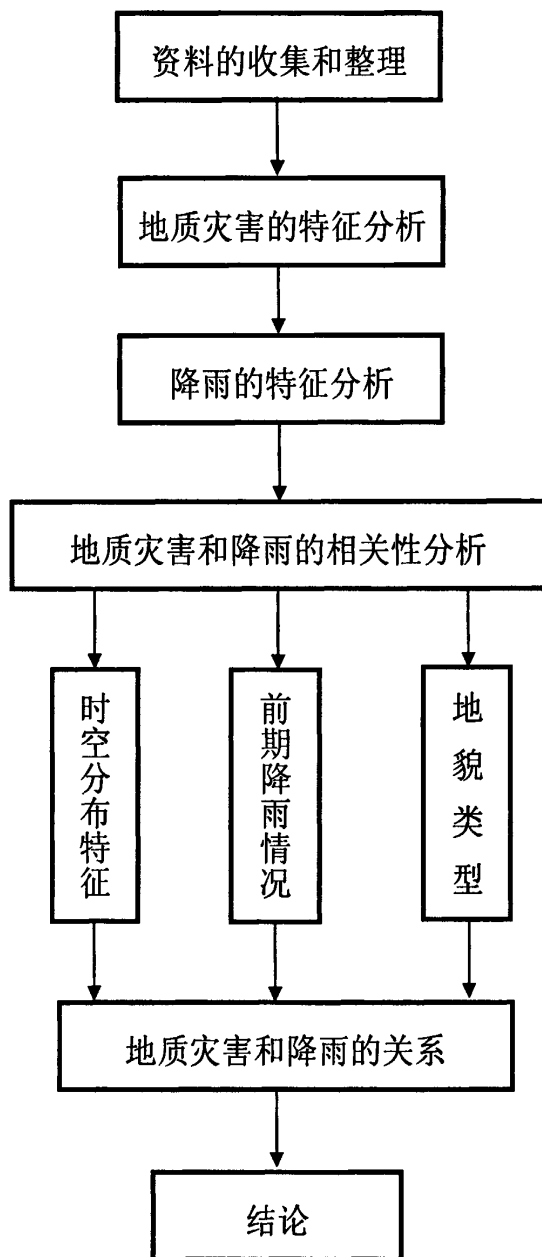 资料的收集和整理
地质灾害的特征分析
降雨的特征分析
地质灾害和降雨的相关性分析
时空分布特征
前期降雨情况
地貌类型
地质灾害和降雨的关系
结论